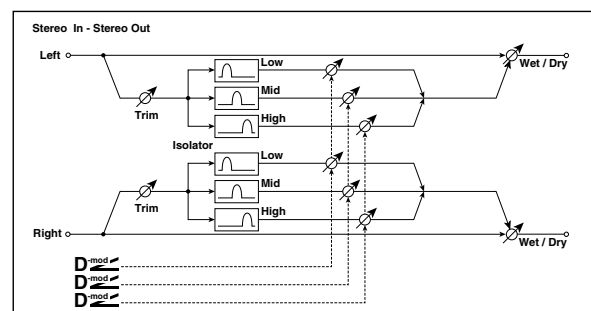 Stereo In - Stereo Out
Left
Low
Wet / Dry
Mid
Trim
High
Isolator
Low
Mid
Trim
High
Right
Wet / Dry
D-mod
D-mod
D-mod